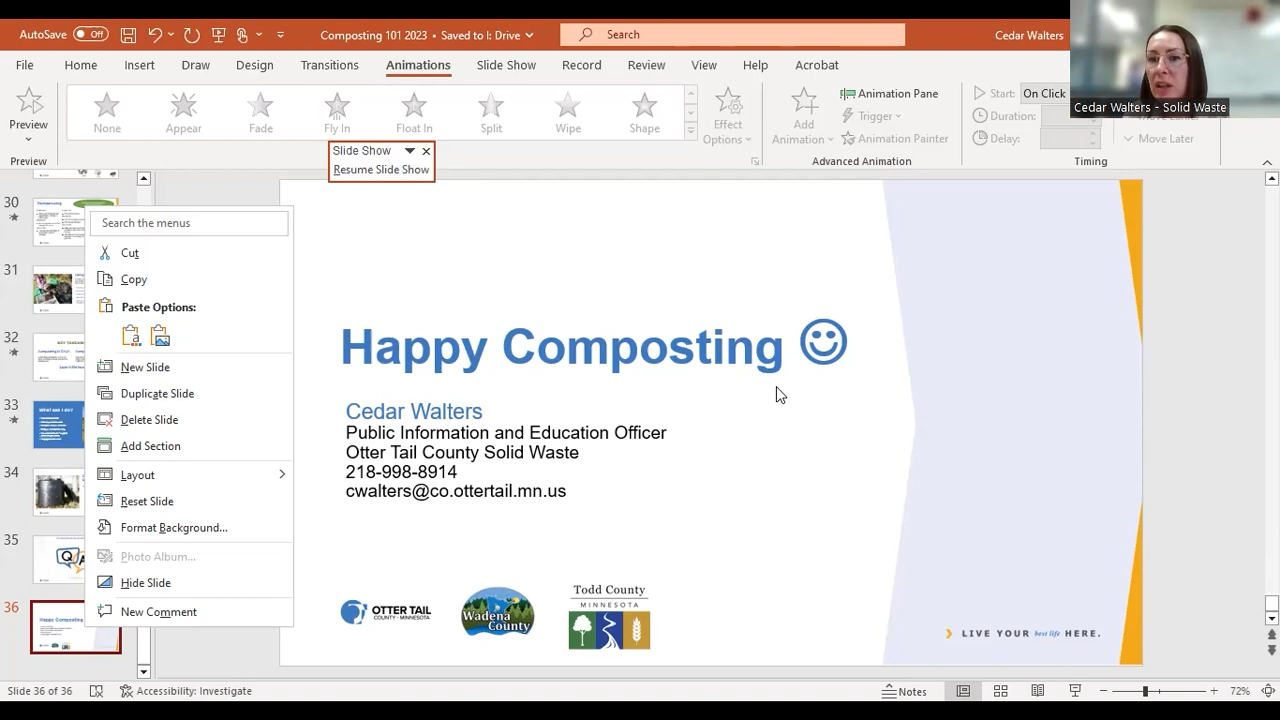 AutoSave Off
Composting 101 2023 • Saved to I: Drive
Search
Cedar Walters
File Home Insert Draw Design Transitions Animations Slide Show Record Review View Help Acrobat
Preview
None Appear Fade Fly In Float In Split Wipe Shape
Effect Options
Add Animation
Animation Pane
Trigger
Animation Painter
Start: On Click
Duration:
Delay:
Move Later
Preview
Advanced Animation
Timing
Cedar Walters - Solid Waste
Slide Show
Resume Slide Show
30
31
32
33
34
35
36
Search the menus
Cut
Copy
Paste Options:
New Slide
Duplicate Slide
Delete Slide
Add Section
Layout
Reset Slide
Format Background...
Photo Album...
Hide Slide
New Comment
Happy Composting
Cedar Walters
Public Information and Education Officer
Otter Tail County Solid Waste
218-998-8914
cwalters@co.ottertail.mn.us
OTTER TAIL
COUNTY - MINNESOTA
Wadena
County
Todd County
MINNESOTA
LIVE YOUR best life HERE.
Slide 36 of 36
Accessibility: Investigate
Notes
72%